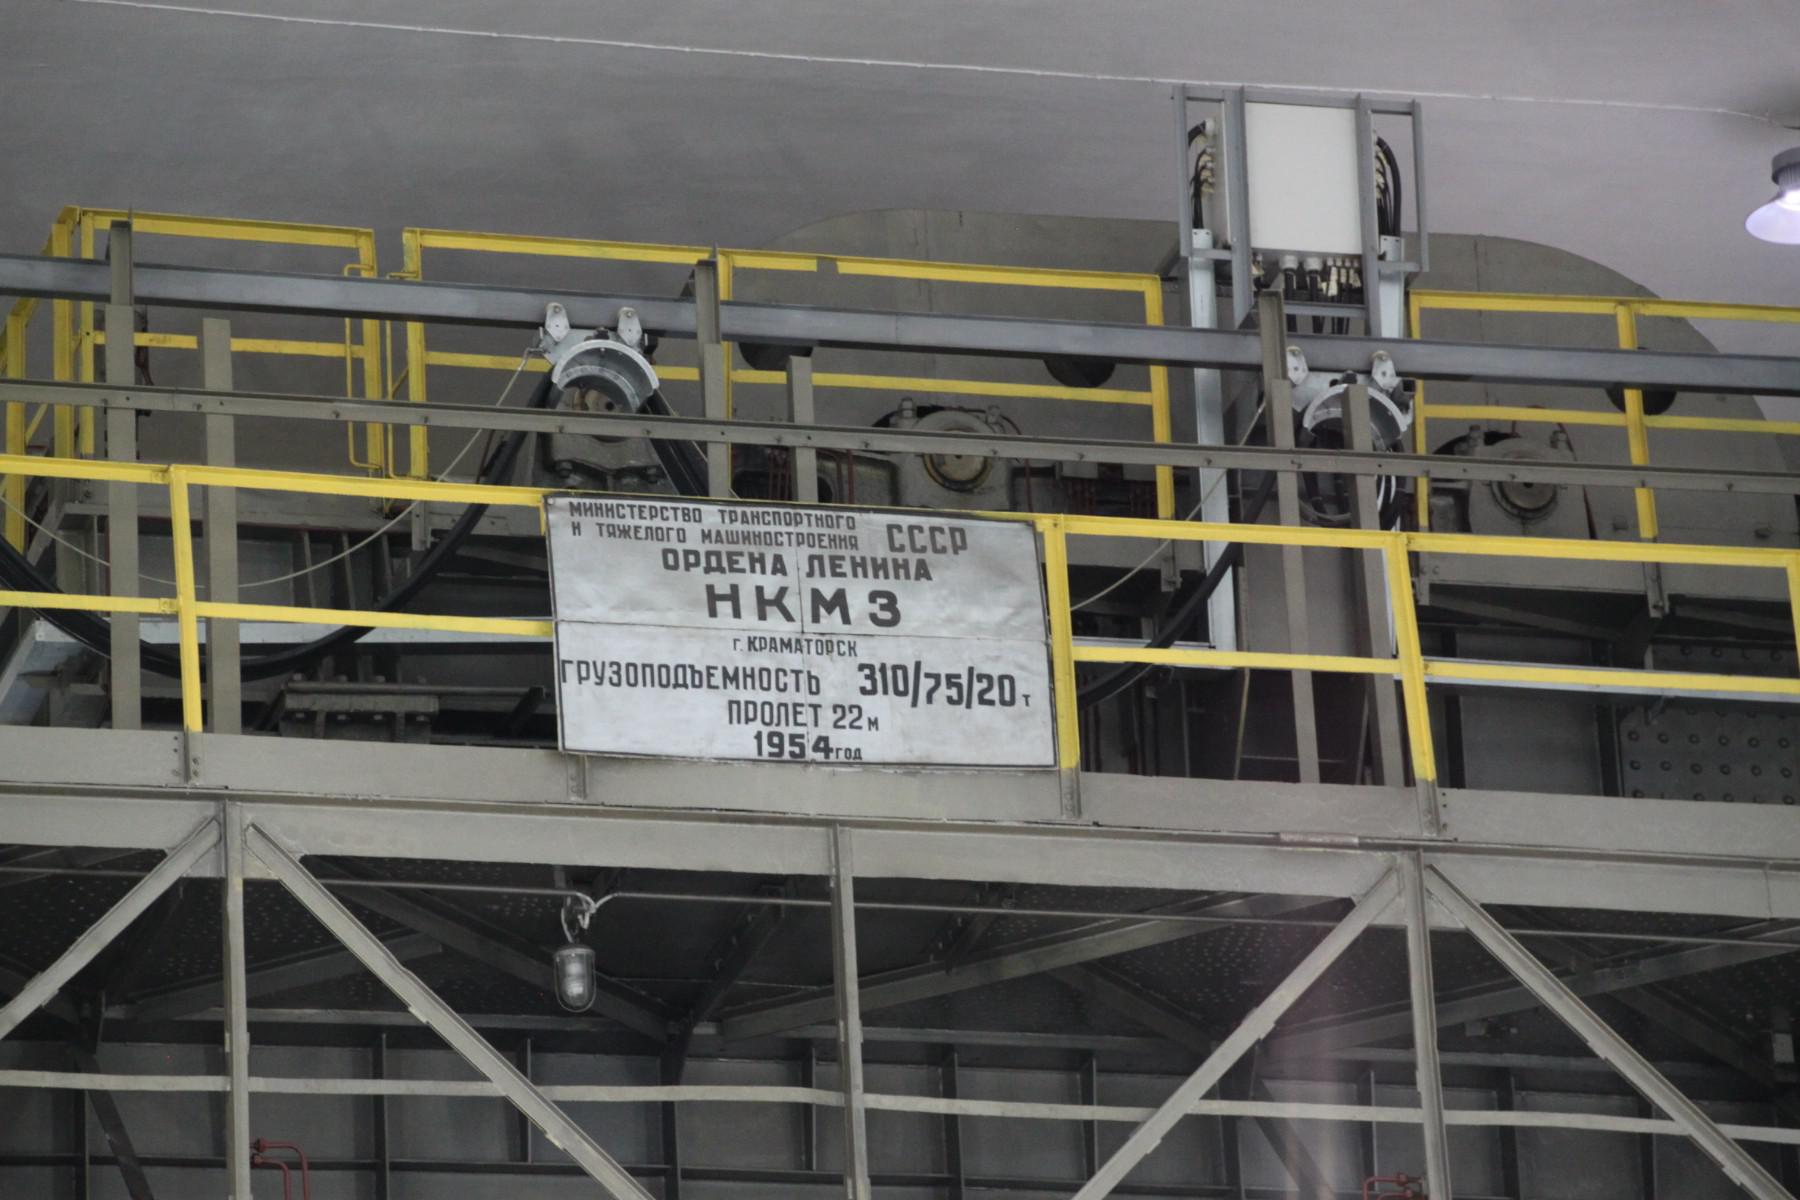 МИНИСТЕРСТВО ТРАНСПОРТНОГО
И ТЯЖЕЛОГО МАШИНОСТРОЕНИЯ СССР
ОРДЕНА ЛЕНИНА
НКМЗ
г. КРАМАТОРСК
ГРУЗОПОДЪЕМНОСТЬ 310/75/20 т
ПРОЛЕТ 22 м
1954 год